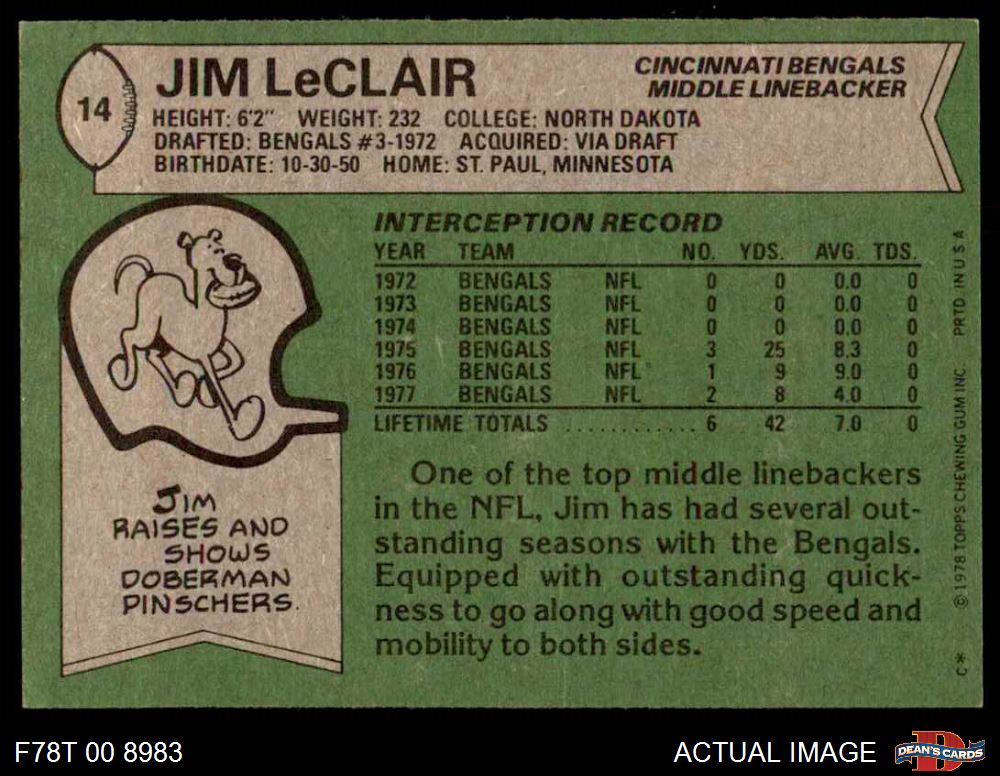 14
JIM LeCLAIR
CINCINNATI BENGALS
MIDDLE LINEBACKER
HEIGHT: 6'2" WEIGHT: 232 COLLEGE: NORTH DAKOTA
DRAFTED: BENGALS #3-1972 ACQUIRED: VIA DRAFT
BIRTHDATE: 10-30-50 HOME: ST. PAUL, MINNESOTA
INTERCEPTION RECORD
YEAR TEAM NO. YDS. AVG. TDS.
1972 BENGALS NFL 0 0 0.0 0
1973 BENGALS NFL 0 0 0.0 0
1974 BENGALS NFL 0 0 0.0 0
1975 BENGALS NFL 3 25 8.3 0
1976 BENGALS NFL 1 9 9.0 0
1977 BENGALS NFL 2 8 4.0 0
LIFETIME TOTALS ............ 6 42 7.0 0
JIM
RAISES AND
SHOWS
DOBERMAN
PINSCHERS.
One of the top middle linebackers
in the NFL, Jim has had several out-
standing seasons with the Bengals.
Equipped with outstanding quick-
ness to go along with good speed and
mobility to both sides.
C* © 1978 TOPPS CHEWING GUM INC. PRTD. IN U S A
F78T 00 8983
ACTUAL IMAGE
D
DEAN'S CARDS